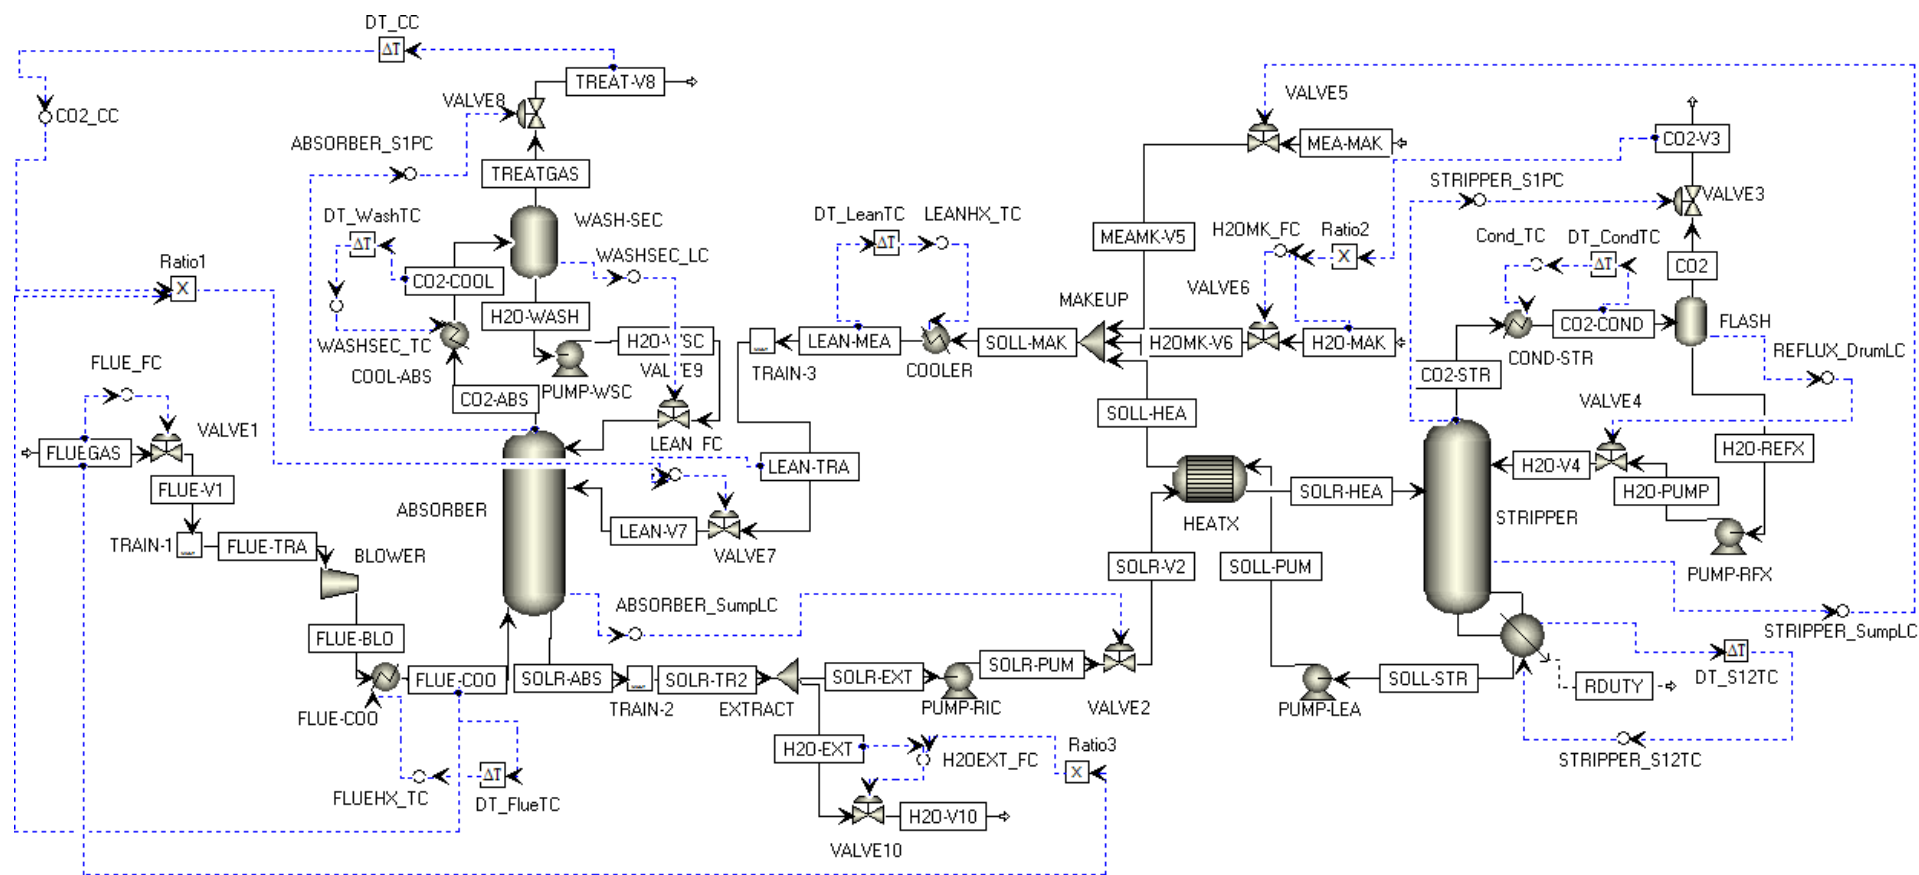 DT_CC
ΔT
TREAT-V8
VALVE8
CO2_CC
ABSORBER_S1PC
TREATGAS
DT_WashTC
ΔT
WASH-SEC
WASHSEC_LC
CO2-COOL
Ratio1
X
H2O-WASH
WASHSEC_TC
COOL-ABS
PUMP-WSC
VALVE9
CO2-ABS
LEAN_FC
FLUE_FC
VALVE1
FLUEGAS
FLUE-V1
TRAIN-1
FLUE-TRA
BLOWER
FLUE-BLO
FLUE-COO
FLUE-COO
FLUEHX_TC
ΔT
DT_FlueTC
ABSORBER
LEAN-V7
VALVE7
LEAN-TRA
TRAIN-3
LEAN-MEA
DT_LeanTC
ΔT
LEANHX_TC
COOLER
SOLL-MAK
MAKEUP
VALVE5
MEA-MAK
MEAMK-V5
H2OMK_FC
Ratio2
X
VALVE6
H2OMK-V6
H2O-MAK
SOLL-HEA
HEATX
SOLR-HEA
SOLR-V2
SOLL-PUM
ABSORBER_SumpLC
SOLR-ABS
TRAIN-2
SOLR-TR2
EXTRACT
SOLR-EXT
PUMP-RIC
SOLR-PUM
VALVE2
H2O-EXT
H2OEXT_FC
Ratio3
X
VALVE10
H2O-V10
PUMP-LEA
SOLL-STR
RDUTY
ΔT
DT_S12TC
STRIPPER_S12TC
STRIPPER_SumpLC
STRIPPER
CO2-STR
STRIPPER_S1PC
VALVE3
CO2-V3
CO2
Cond_TC
DT_CondTC
ΔT
CO2-COND
COND-STR
FLASH
REFLUX_DrumLC
VALVE4
H2O-V4
H2O-PUMP
H2O-REFX
PUMP-RFX